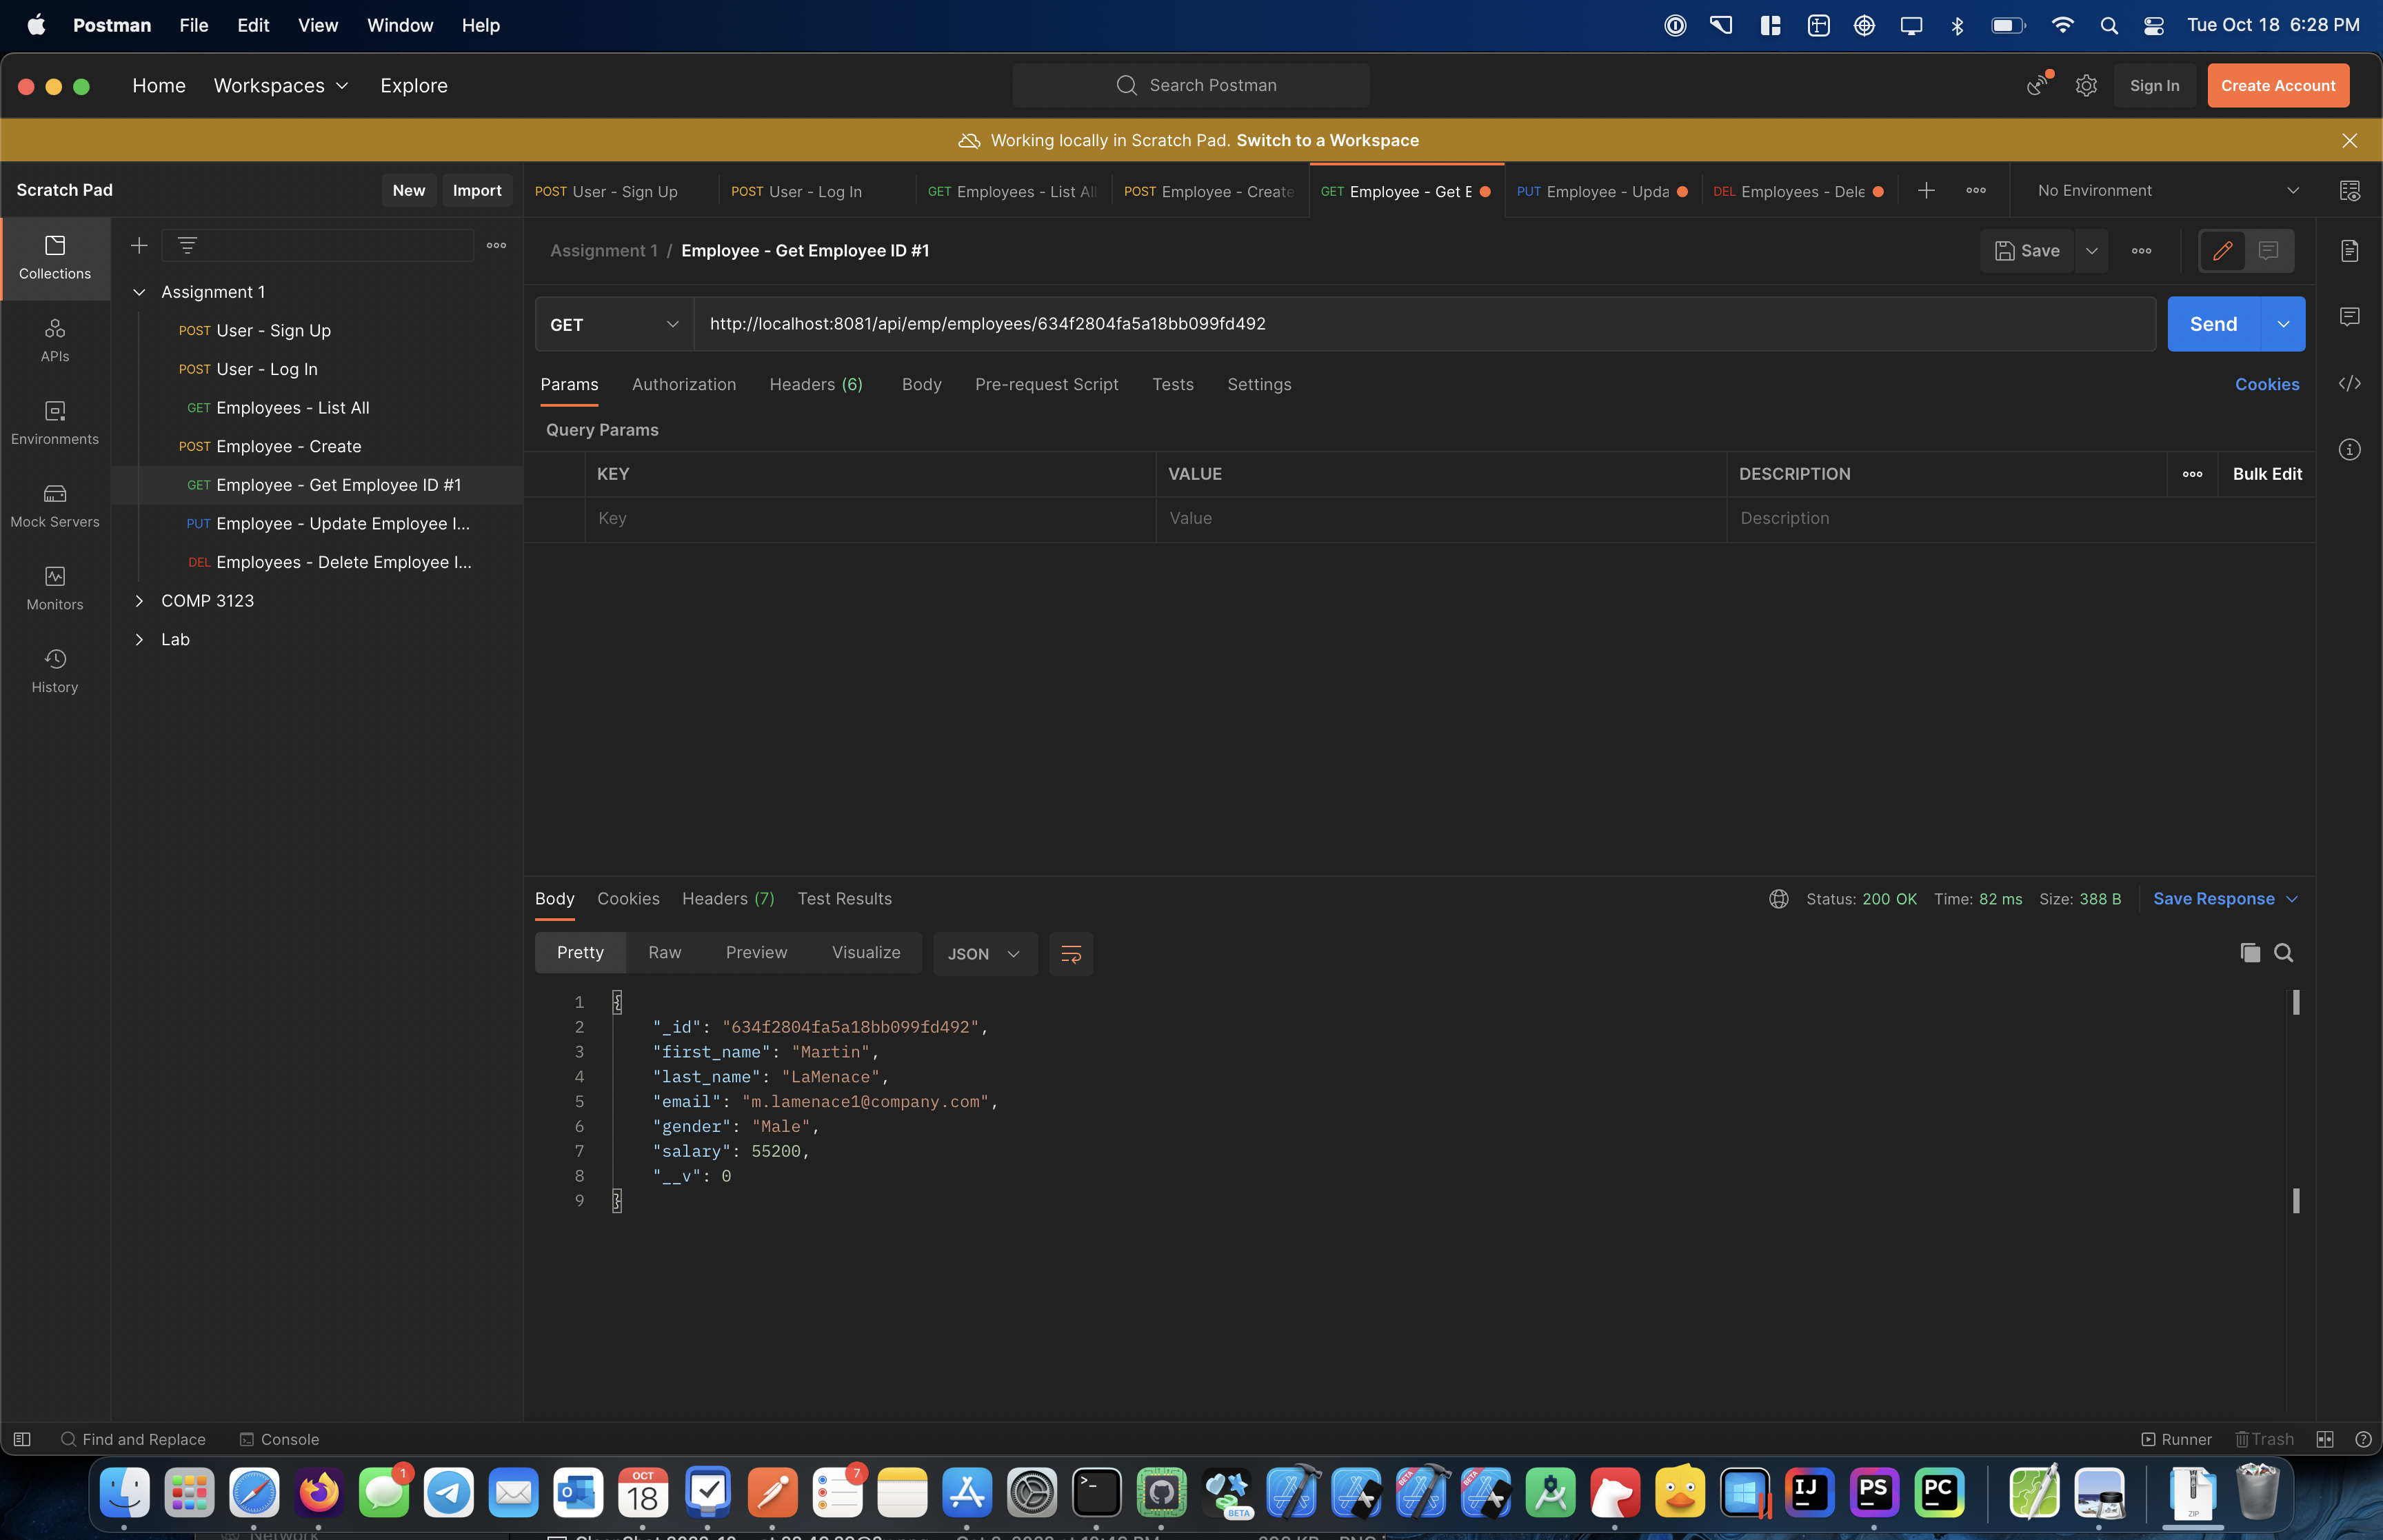 Postman File Edit View Window Help
Tue Oct 18 6:28 PM
Home Workspaces Explore
Search Postman
Sign In
Create Account
Working locally in Scratch Pad. Switch to a Workspace
Scratch Pad
New
Import
POST User - Sign Up
POST User - Log In
GET Employees - List All
POST Employee - Create
GET Employee - Get E
PUT Employee - Upda
DEL Employees - Dele
No Environment
Collections
APIs
Environments
Mock Servers
Monitors
History
Assignment 1
POST User - Sign Up
POST User - Log In
GET Employees - List All
POST Employee - Create
GET Employee - Get Employee ID #1
PUT Employee - Update Employee I...
DEL Employees - Delete Employee I...
COMP 3123
Lab
Assignment 1 / Employee - Get Employee ID #1
Save
GET
http://localhost:8081/api/emp/employees/634f2804fa5a18bb099fd492
Send
Params Authorization Headers (6) Body Pre-request Script Tests Settings
Cookies
Query Params
KEY VALUE DESCRIPTION
Bulk Edit
Key Value Description
Body Cookies Headers (7) Test Results
Status: 200 OK Time: 82 ms Size: 388 B
Save Response
Pretty Raw Preview Visualize
JSON
1 {
2 "_id": "634f2804fa5a18bb099fd492",
3 "first_name": "Martin",
4 "last_name": "LaMenace",
5 "email": "m.lamenace1@company.com",
6 "gender": "Male",
7 "salary": 55200,
8 "__v": 0
9 }
Find and Replace
Console
Runner
Trash
1
OCT
18
7
BETA
BETA
BETA
IJ
PS
PC
ZIP
Network